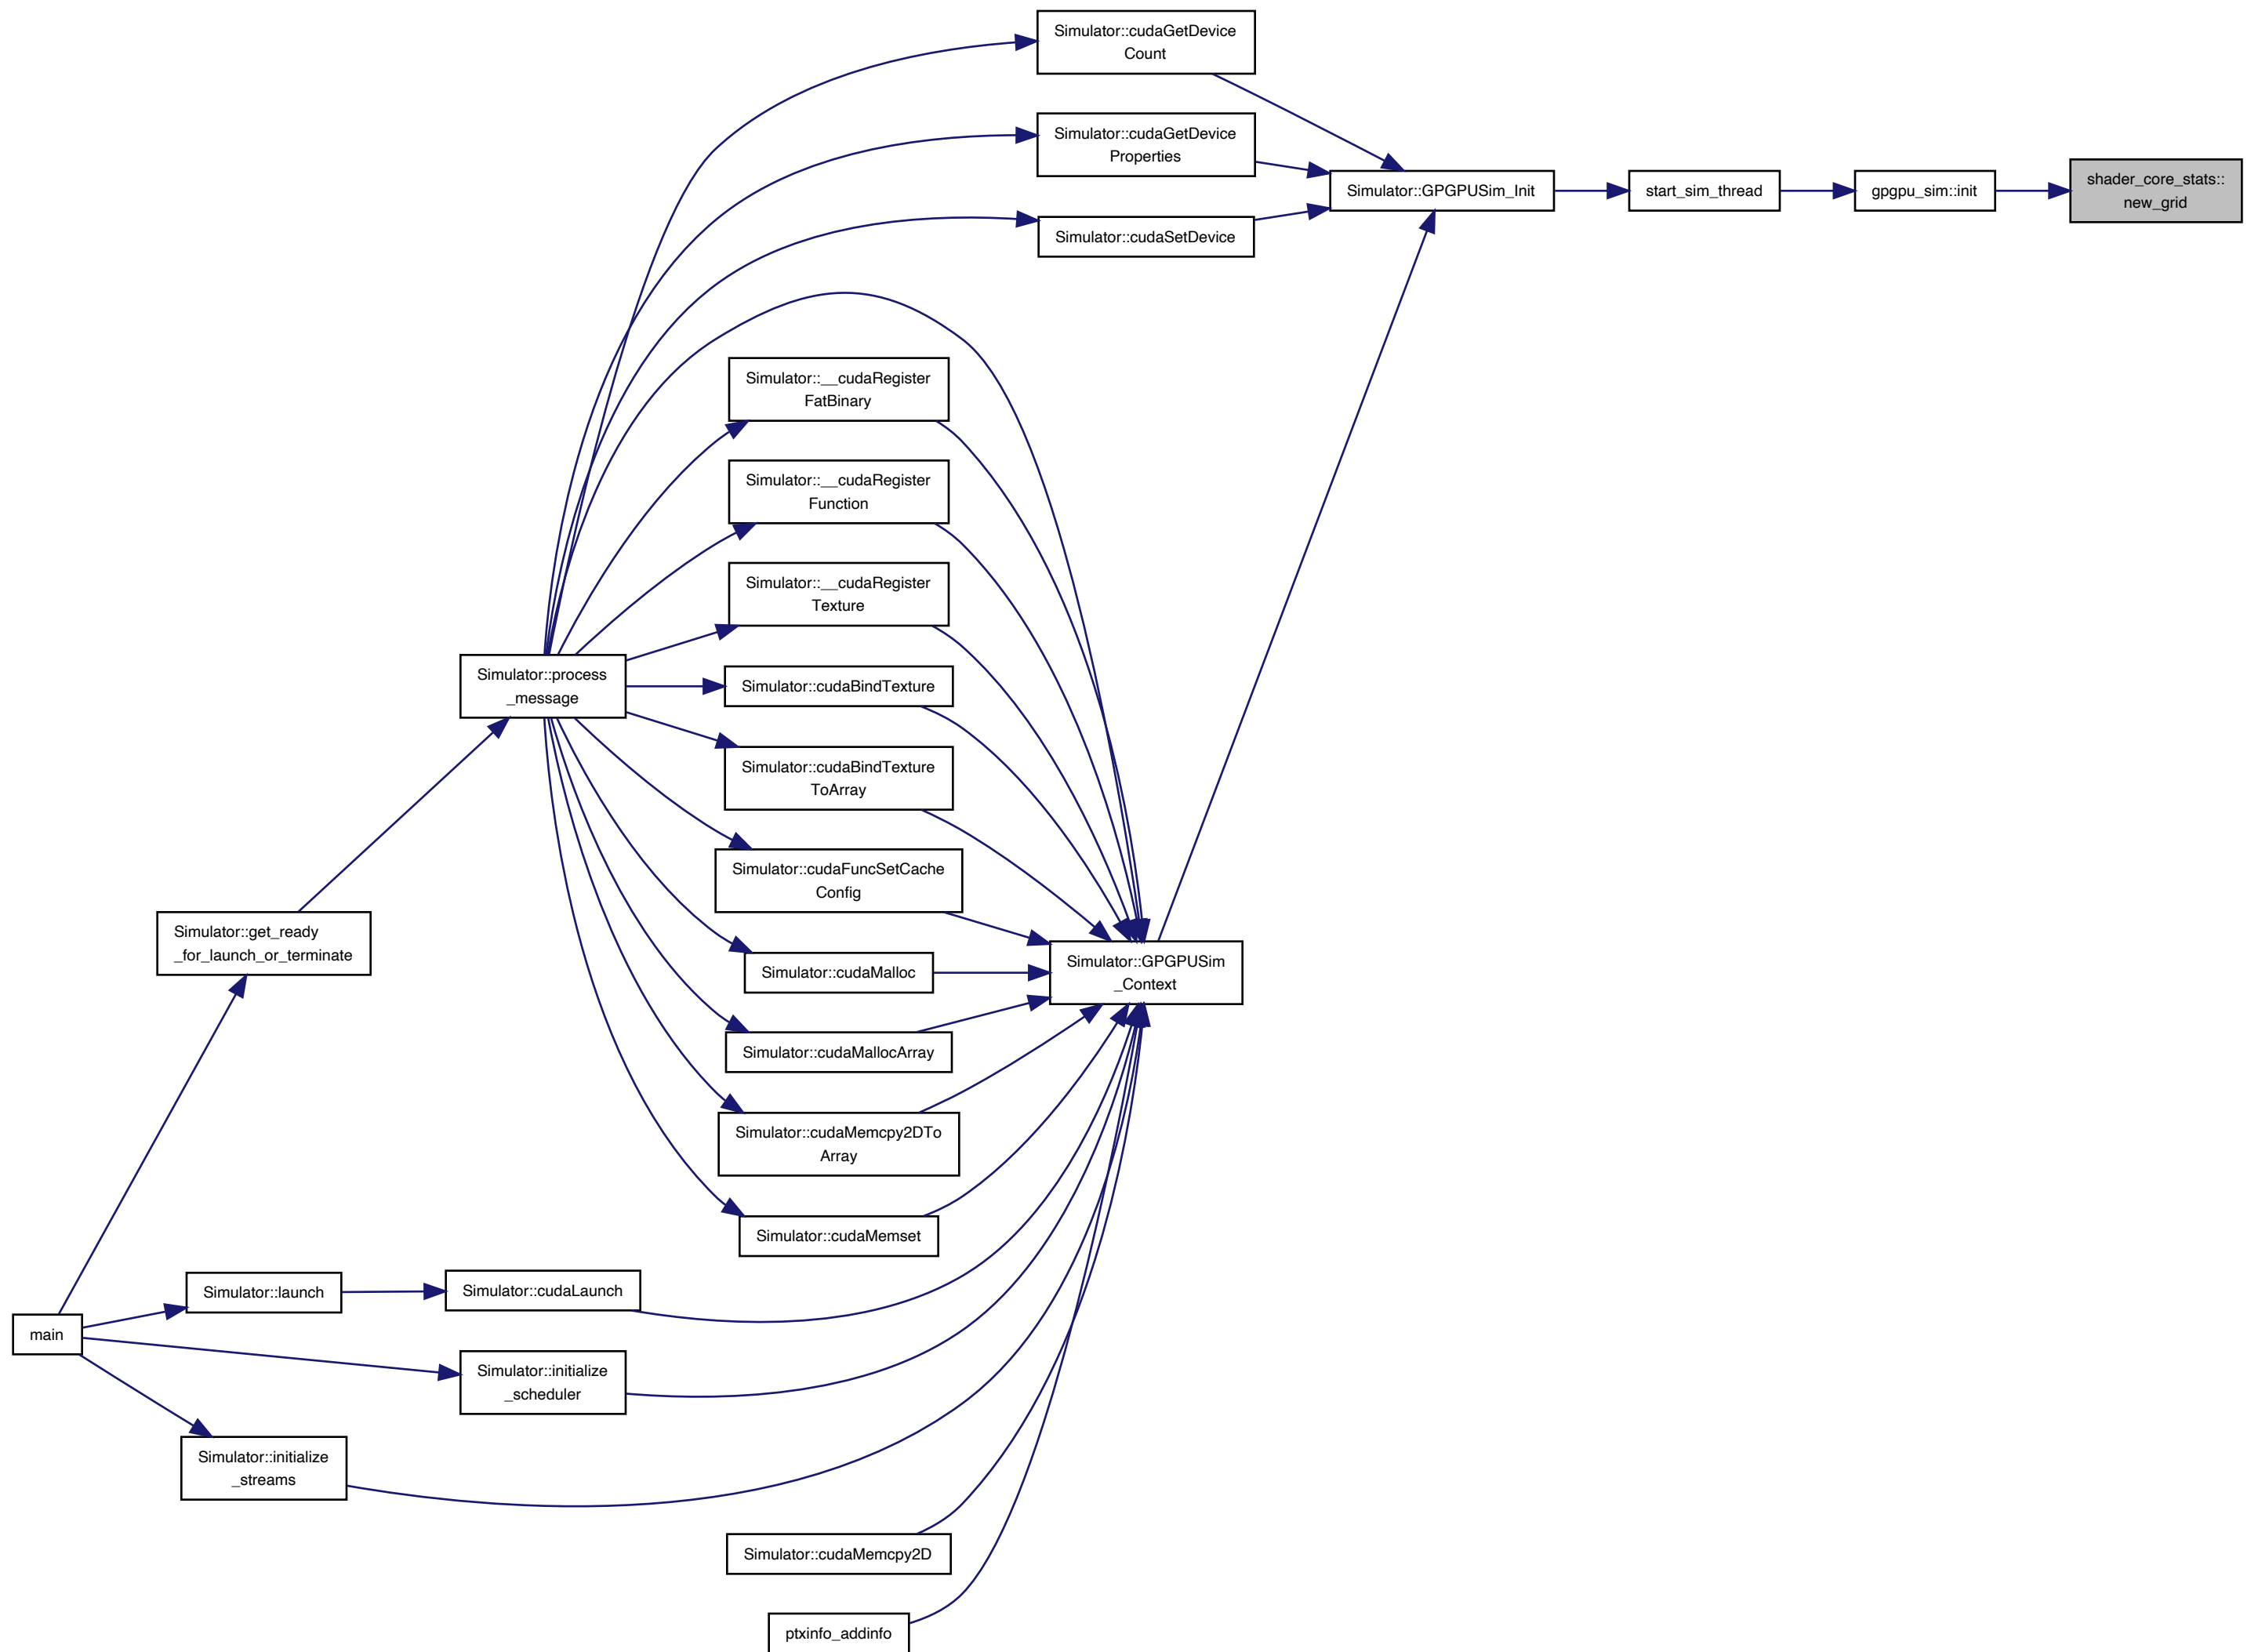 Simulator::cudaGetDevice
Count
Simulator::cudaGetDevice
Properties
Simulator::GPGPUSim_Init
start_sim_thread
gpgpu_sim::init
shader_core_stats::
new_grid
Simulator::cudaSetDevice
Simulator::__cudaRegister
FatBinary
Simulator::__cudaRegister
Function
Simulator::__cudaRegister
Texture
Simulator::process
_message
Simulator::cudaBindTexture
Simulator::cudaBindTexture
ToArray
Simulator::cudaFuncSetCache
Config
Simulator::get_ready
_for_launch_or_terminate
Simulator::cudaMalloc
Simulator::GPGPUSim
_Context
Simulator::cudaMallocArray
Simulator::cudaMemcpy2DTo
Array
Simulator::cudaMemset
Simulator::launch
Simulator::cudaLaunch
main
Simulator::initialize
_scheduler
Simulator::initialize
_streams
Simulator::cudaMemcpy2D
ptxinfo_addinfo